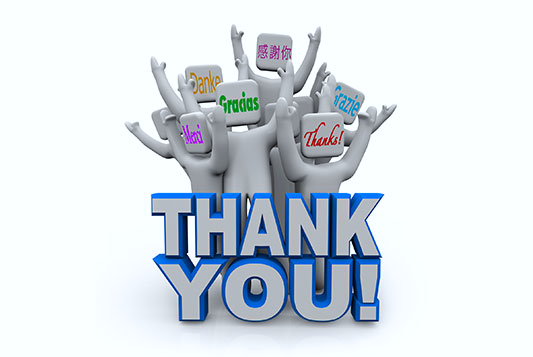 感謝你
Danke
Gracias
Grazie
Merci
Thanks!
THANK
YOU!